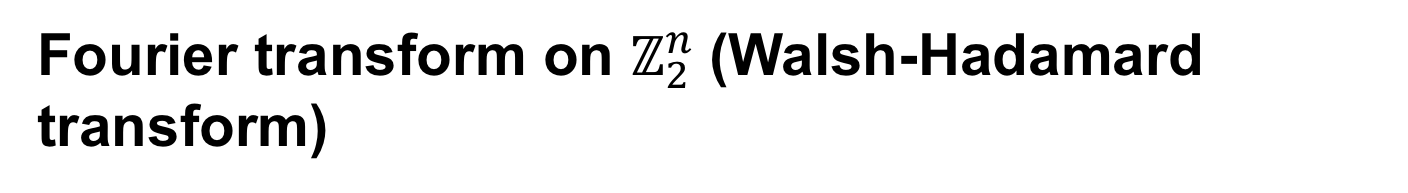 Fourier transform on ℤ₂ⁿ (Walsh-Hadamard
transform)